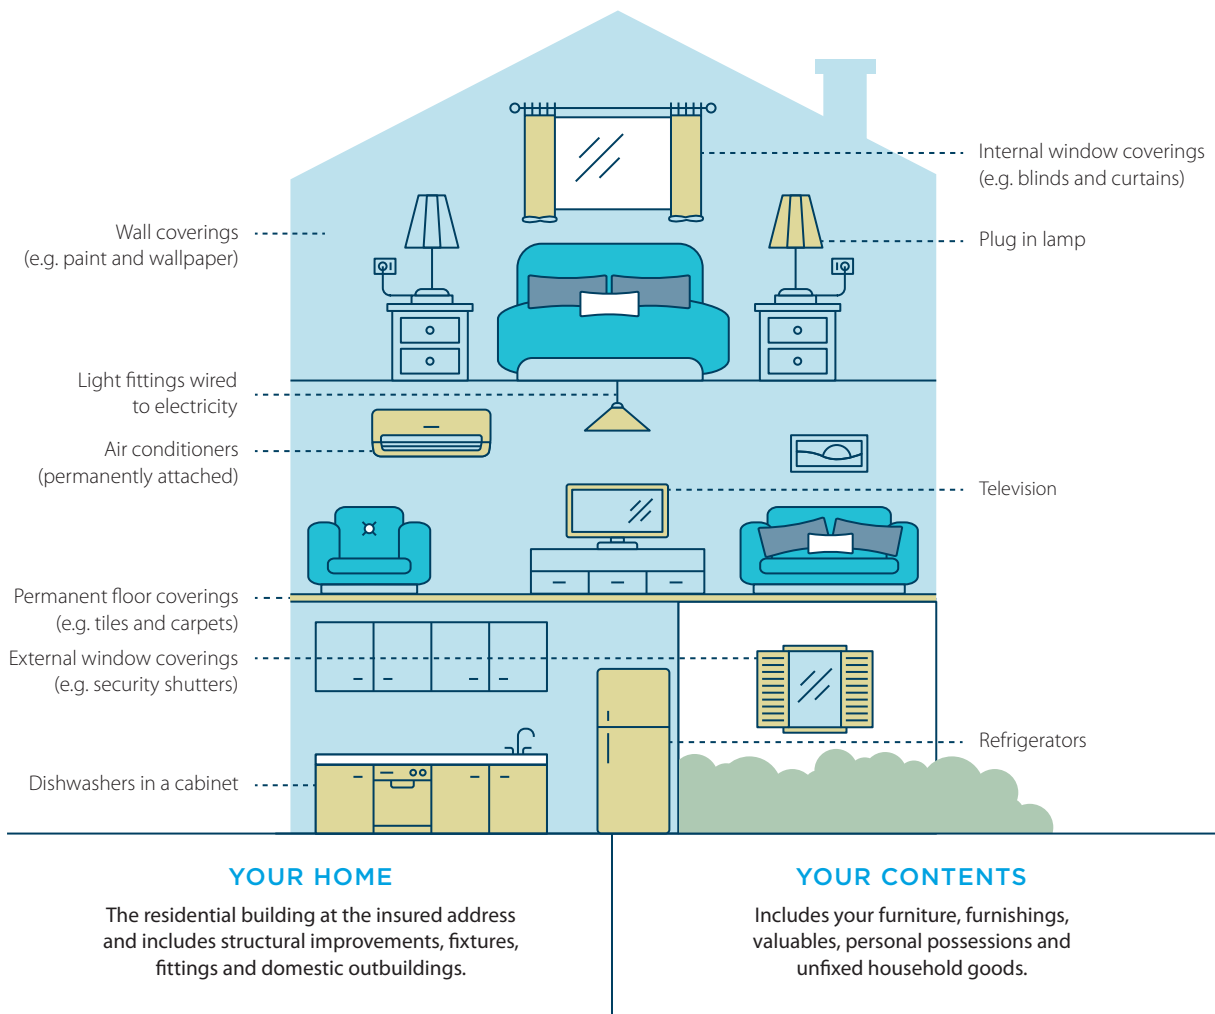 Internal window coverings
(e.g. blinds and curtains)
Wall coverings
(e.g. paint and wallpaper)
Plug in lamp
Light fittings wired
to electricity
Air conditioners
(permanently attached)
Television
Permanent floor coverings
(e.g. tiles and carpets)
External window coverings
(e.g. security shutters)
Refrigerators
Dishwashers in a cabinet
YOUR HOME
The residential building at the insured address
and includes structural improvements, fixtures,
fittings and domestic outbuildings.
YOUR CONTENTS
Includes your furniture, furnishings,
valuables, personal possessions and
unfixed household goods.